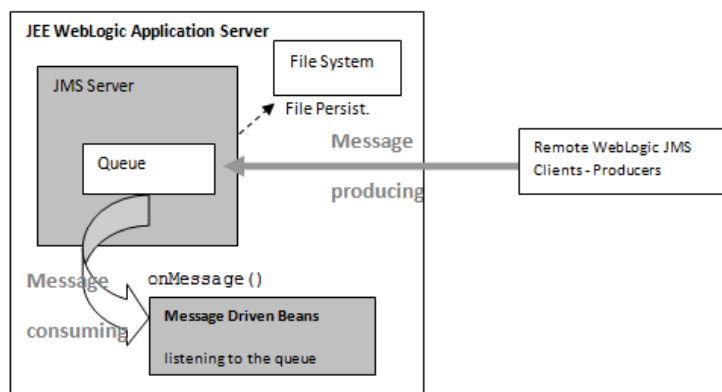 JEE WebLogic Application Server
File System
JMS Server
File Persist.
Message
producing
Queue
Remote WebLogic JMS
Clients - Producers
Message
consuming
onMessage()
Message Driven Beans
listening to the queue